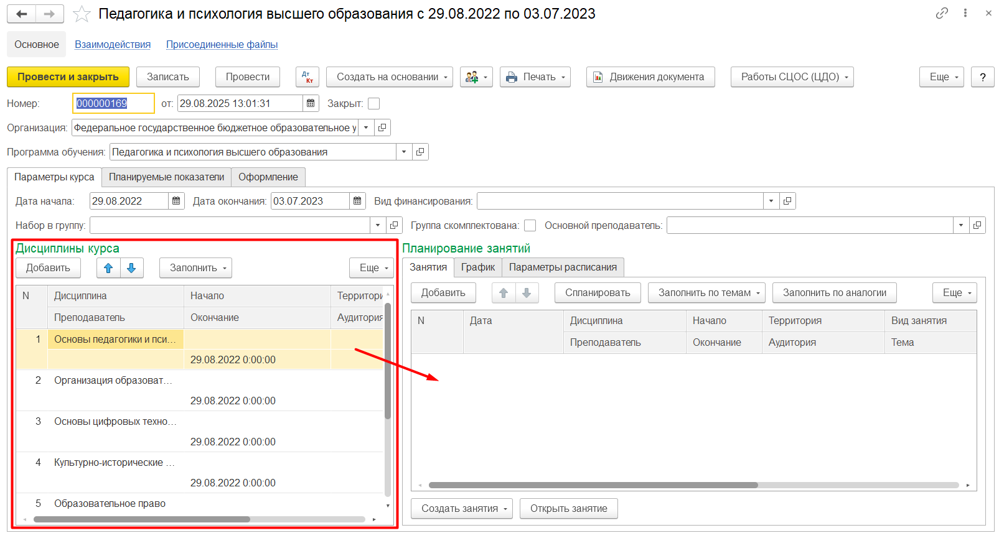 Педагогика и психология высшего образования с 29.08.2022 по 03.07.2023
Основное Взаимодействия Присоединенные файлы
Провести и закрыть Записать Провести Дт Кт Создать на основании Печать Движения документа Работы СЦОС (ЦДО) Еще ?
Номер: 000000169 от: 29.08.2025 13:01:31 Закрыт:
Организация: Федеральное государственное бюджетное образовательное у
Программа обучения: Педагогика и психология высшего образования
Параметры курса Планируемые показатели Оформление
Дата начала: 29.08.2022 Дата окончания: 03.07.2023 Вид финансирования:
Набор в группу: Группа скомплектована: Основной преподаватель:
Дисциплины курса
Добавить Заполнить Еще
N Дисциплина Начало Территори
Преподаватель Окончание Аудитория
1 Основы педагогики и пси...
29.08.2022 0:00:00
2 Организация образоват...
29.08.2022 0:00:00
3 Основы цифровых техно...
29.08.2022 0:00:00
4 Культурно-исторические ...
29.08.2022 0:00:00
5 Образовательное право
Планирование занятий
Занятия График Параметры расписания
Добавить Спланировать Заполнить по темам Заполнить по аналогии Еще
N Дата Дисциплина Начало Территория Вид занятия
Преподаватель Окончание Аудитория Тема
Создать занятия Открыть занятие